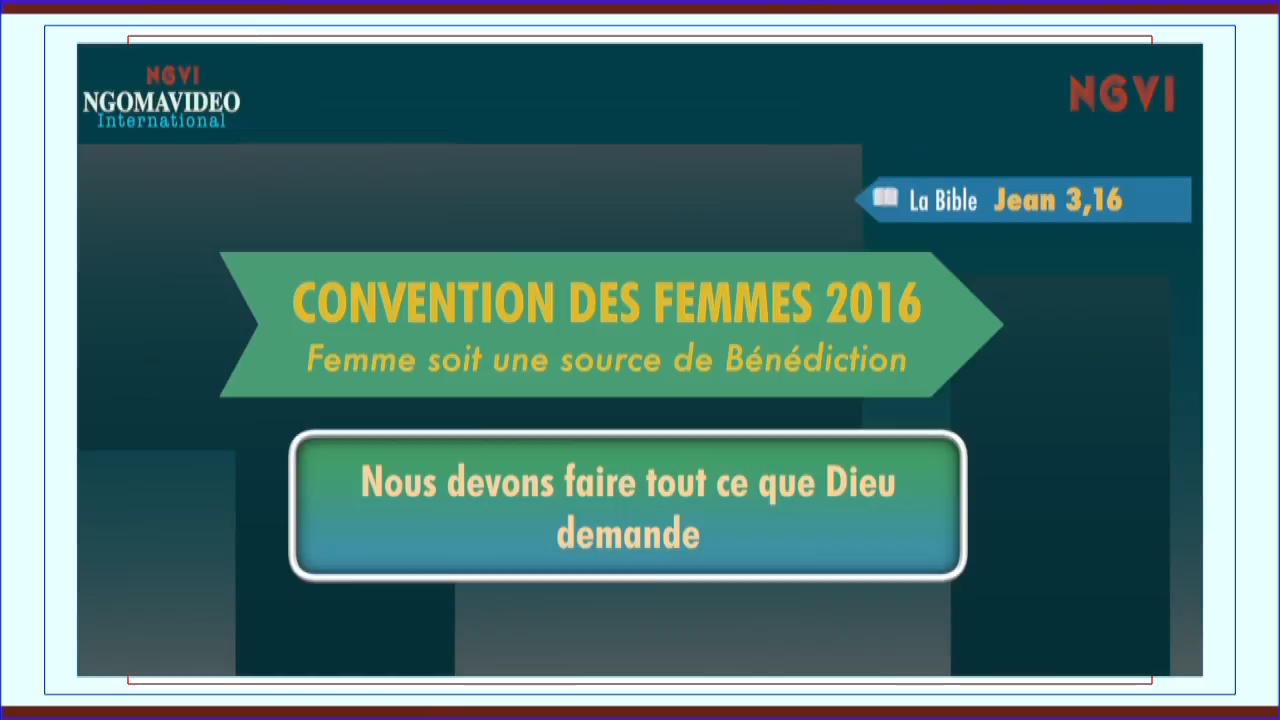 NGVI
NGOMAVIDEO
International
NGVI
La Bible Jean 3,16
CONVENTION DES FEMMES 2016
Femme soit une source de Bénédiction
Nous devons faire tout ce que Dieu
demande